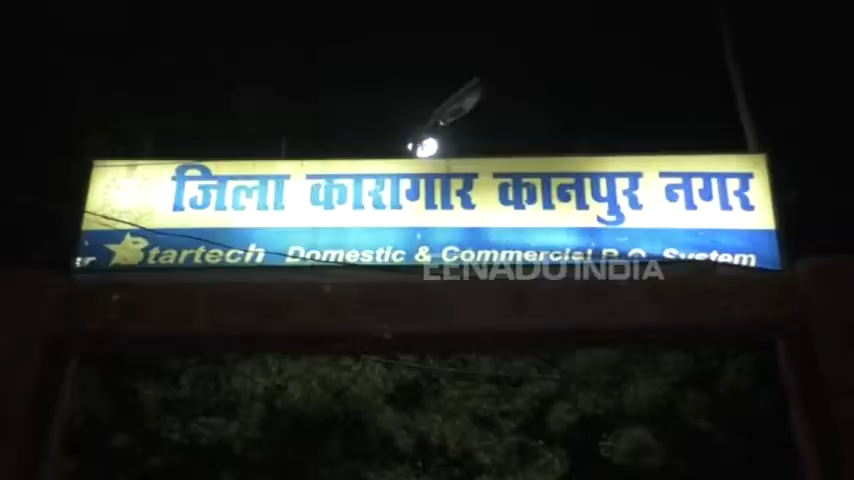 जिला कारागार कानपुर नगर
Startech Domestic & Commercial R.O. System
EENADU INDIA